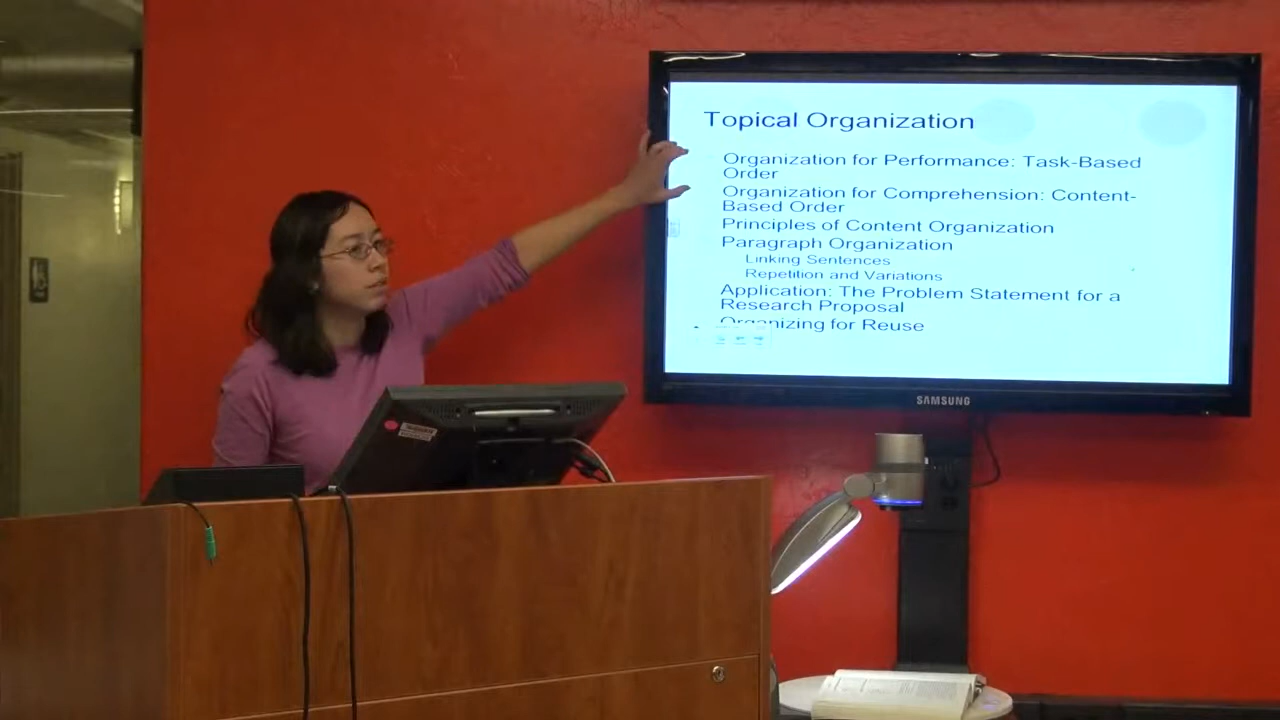 Topical Organization
Organization for Performance: Task-Based
Order
Organization for Comprehension: Content-
Based Order
Principles of Content Organization
Paragraph Organization
Linking Sentences
Repetition and Variations
Application: The Problem Statement for a
Research Proposal
Organizing for Reuse
SAMSUNG